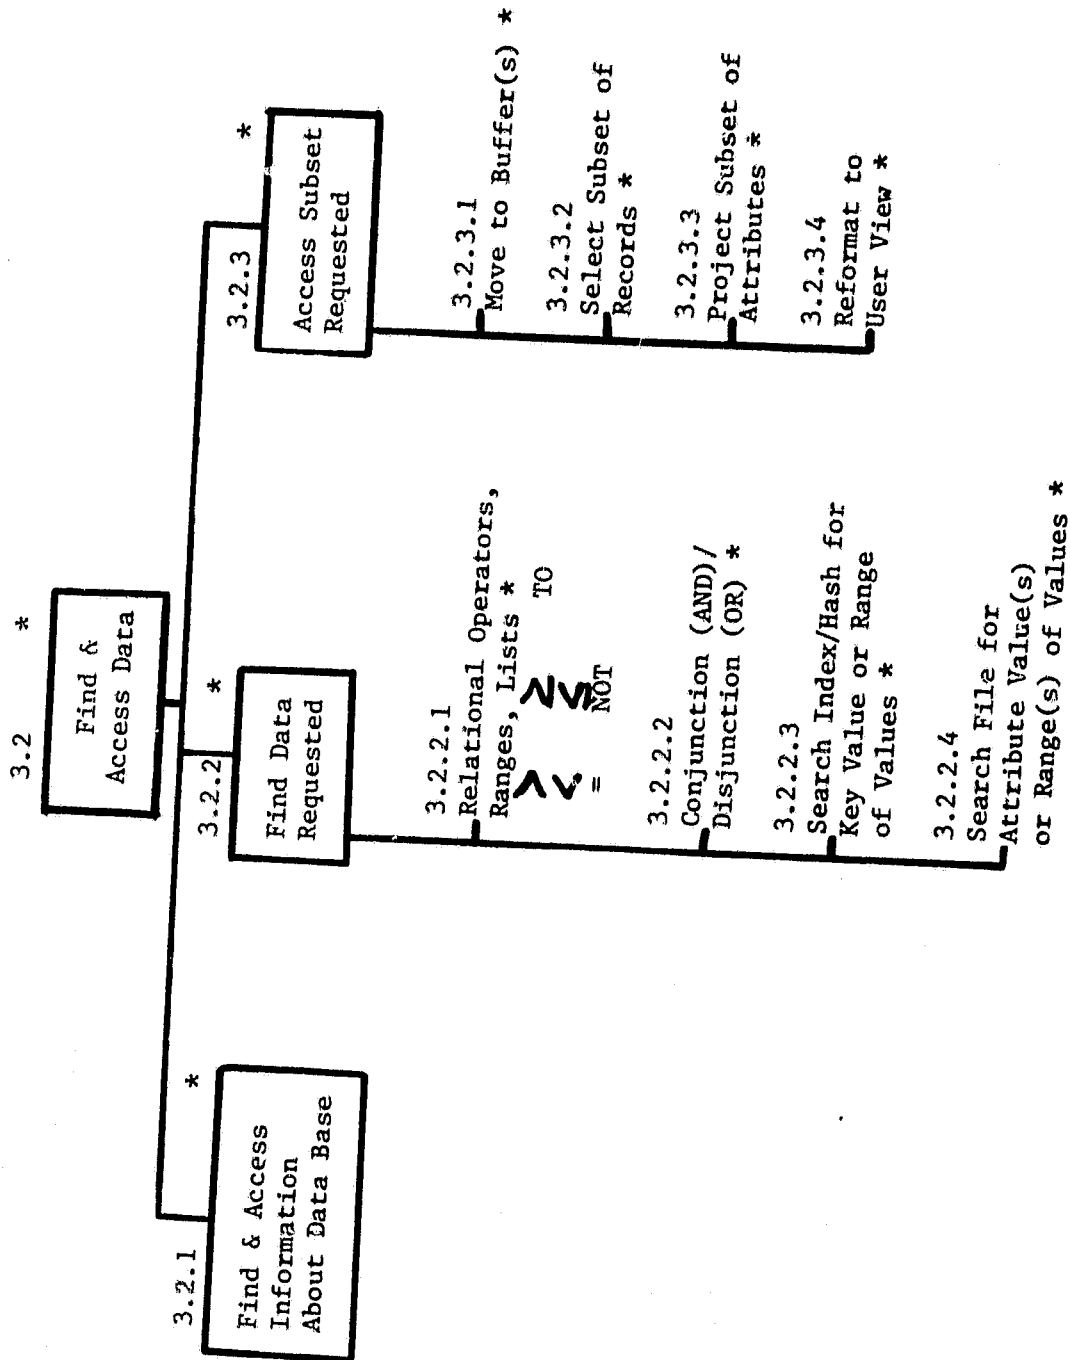 3.2 *
Find &
Access Data
3.2.1 *
Find & Access
Information
About Data Base
3.2.2 *
Find Data
Requested
3.2.2.1
Relational Operators,
Ranges, Lists *
> ≥ TO
< ≤
= NOT
3.2.2.2
Conjunction (AND)/
Disjunction (OR) *
3.2.2.3
Search Index/Hash for
Key Value or Range
of Values *
3.2.2.4
Search File for
Attribute Value(s)
or Range(s) of Values *
3.2.3 *
Access Subset
Requested
3.2.3.1
Move to Buffer(s) *
3.2.3.2
Select Subset of
Records *
3.2.3.3
Project Subset of
Attributes *
3.2.3.4
Reformat to
User View *